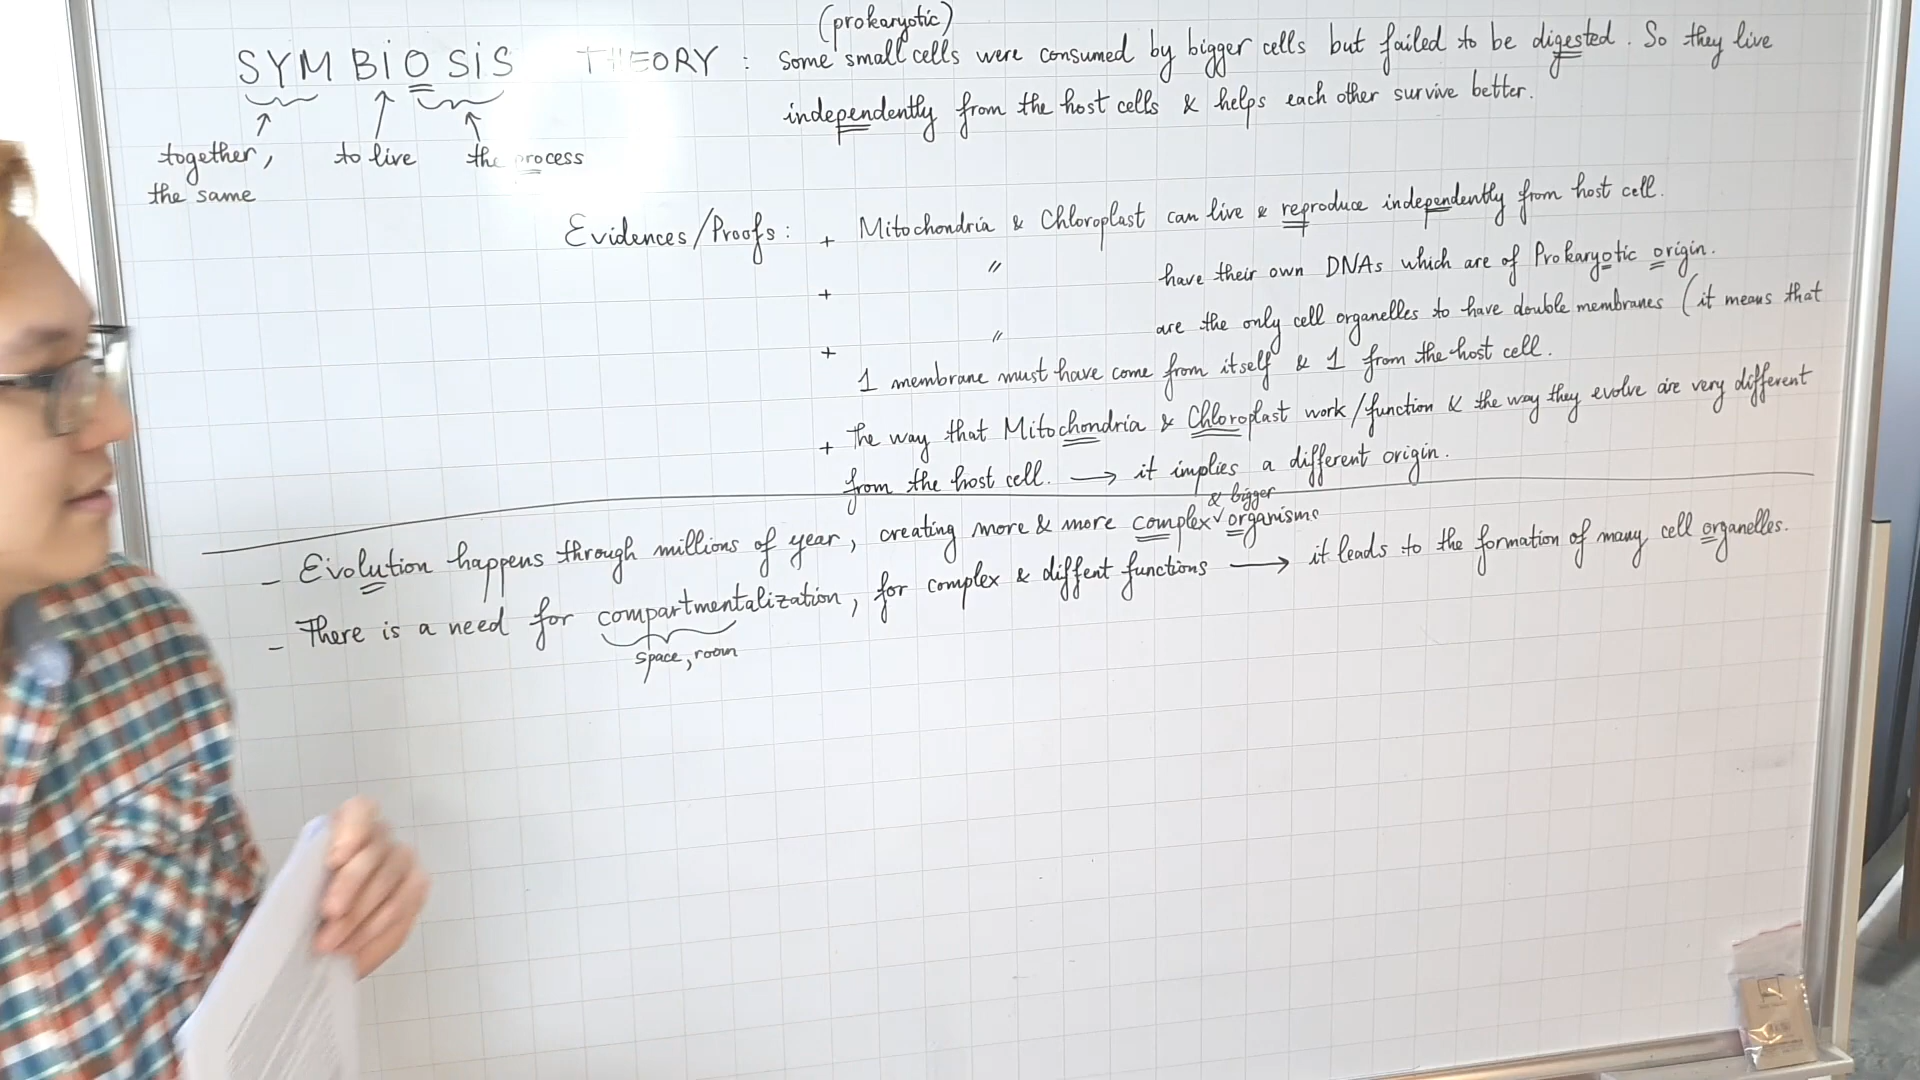 (prokaryotic)
SYMBIOSIS THEORY : Some small cells were consumed by bigger cells but failed to be digested. So they live
independently from the host cells & helps each other survive better.
together, to live the process
the same
Evidences/Proofs: + Mitochondria & Chloroplast can live & reproduce independently from host cell.
+ " have their own DNAs which are of Prokaryotic origin.
+ " are the only cell organelles to have double membranes (it means that
1 membrane must have come from itself & 1 from the host cell.
+ The way that Mitochondria & Chloroplast work/function & the way they evolve are very different
from the host cell. → it implies a different origin.
& bigger
- Evolution happens through millions of year, creating more & more complex organisms
- There is a need for compartmentalization, for complex & diffent functions → it leads to the formation of many cell organelles.
space, room